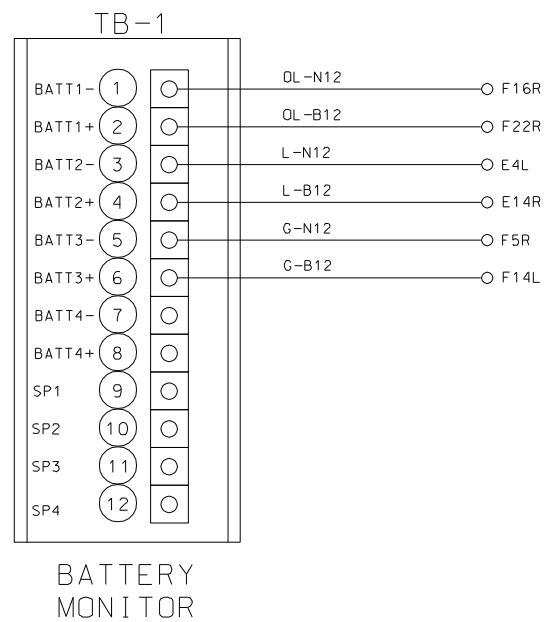 TB-1
BATT1- 1 OL-N12 F16R
BATT1+ 2 OL-B12 F22R
BATT2- 3 L-N12 E4L
BATT2+ 4 L-B12 E14R
BATT3- 5 G-N12 F5R
BATT3+ 6 G-B12 F14L
BATT4- 7
BATT4+ 8
SP1 9
SP2 10
SP3 11
SP4 12
BATTERY
MONITOR